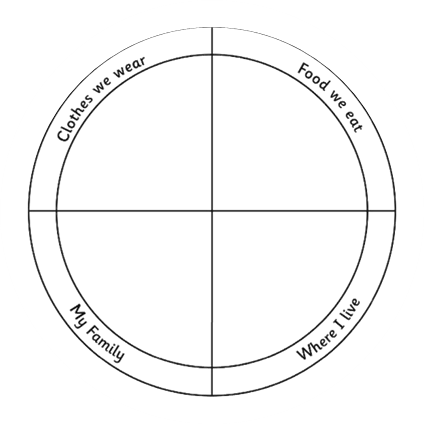 Clothes we wear
Food we eat
My Family
Where I live